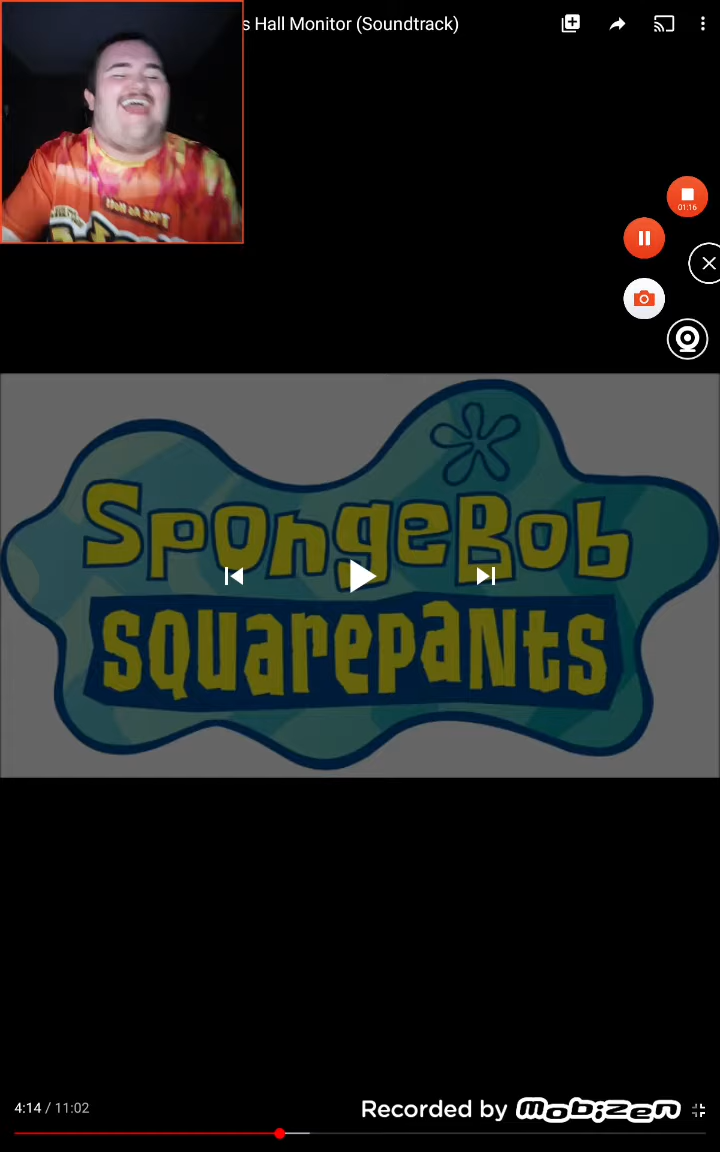 s Hall Monitor (Soundtrack)
01:16
SpongeBob
squarepants
4:14 / 11:02
Recorded by mobizen